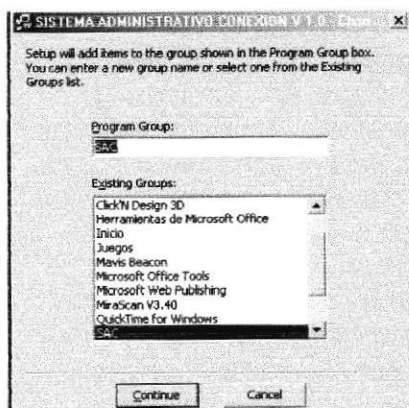 SISTEMA ADMINISTRATIVO CONEXION V 1.0
Setup will add items to the group shown in the Program Group box.
You can enter a new group name or select one from the Existing
Groups list.
Program Group:
SAC
Existing Groups:
Click'N Design 3D
Herramientas de Microsoft Office
Inicio
Juegos
Mavis Beacon
Microsoft Office Tools
Microsoft Web Publishing
MiraScan V3.40
QuickTime for Windows
SAC
Continue
Cancel